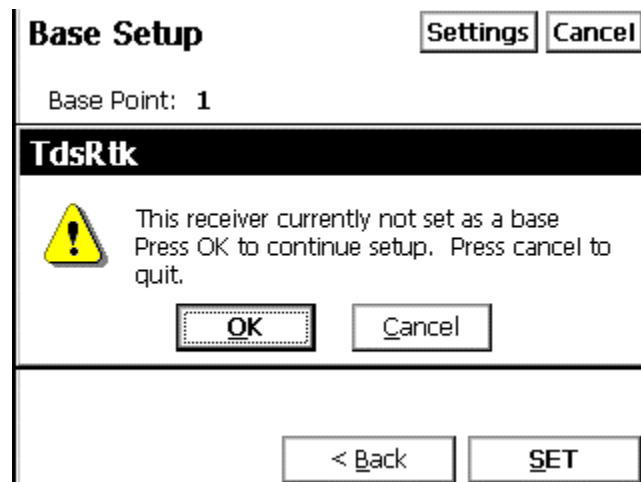 Base Setup Settings Cancel
Base Point: 1
TdsRtk
This receiver currently not set as a base
Press OK to continue setup. Press cancel to
quit.
OK Cancel
< Back SET